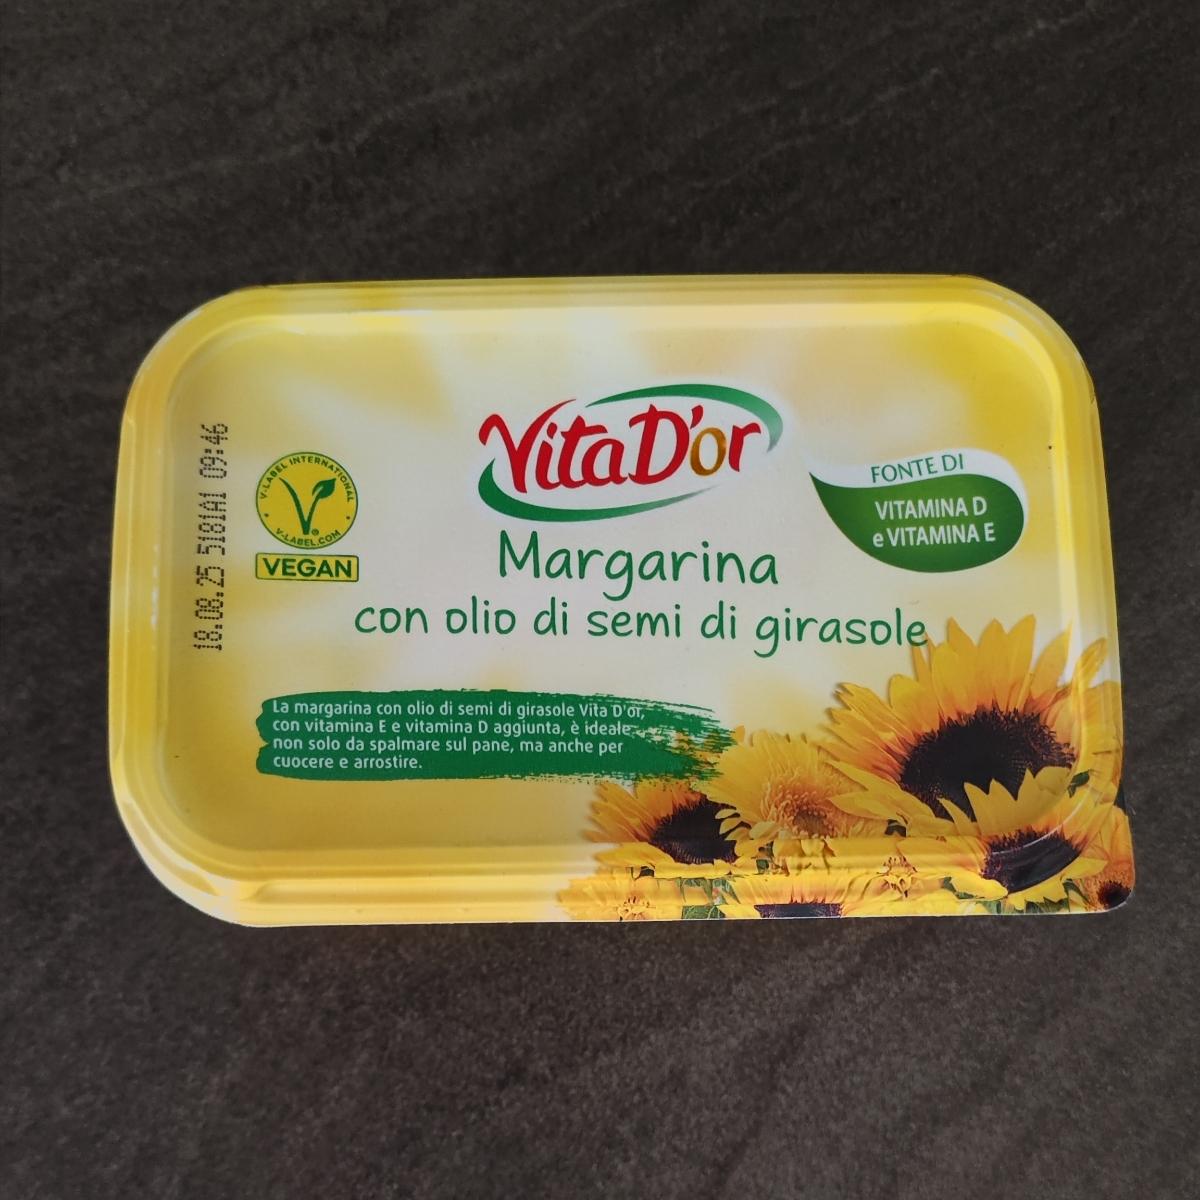 VitaD'or
Margarina
con olio di semi di girasole
FONTE DI
VITAMINA D
e VITAMINA E
V-LABEL INTERNATIONAL
V-LABEL.COM
VEGAN
18.08.25 5181A1 09:46
La margarina con olio di semi di girasole Vita D'or,
con vitamina E e vitamina D aggiunta, è ideale
non solo da spalmare sul pane, ma anche per
cuocere e arrostire.